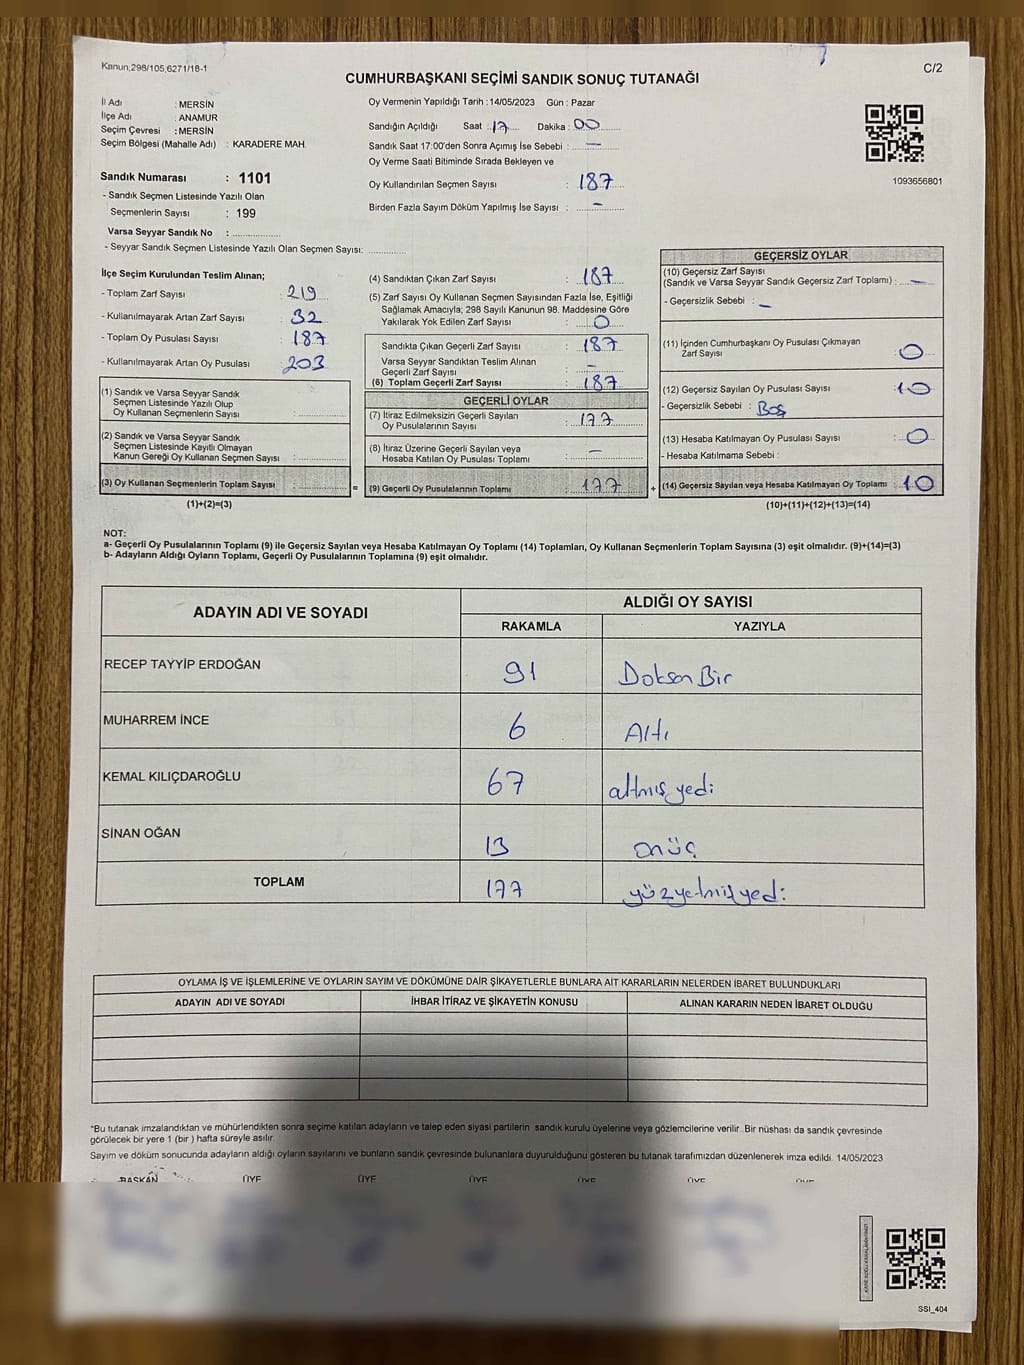 Kanun;298/105,6271/18-1
C/2
CUMHURBAŞKANI SEÇİMİ SANDIK SONUÇ TUTANAĞI
İl Adı : MERSİN
İlçe Adı : ANAMUR
Seçim Çevresi : MERSİN
Seçim Bölgesi (Mahalle Adı) : KARADERE MAH.
Sandık Numarası : 1101
- Sandık Seçmen Listesinde Yazılı Olan
Seçmenlerin Sayısı : 199
Varsa Seyyar Sandık No : ..............
- Seyyar Sandık Seçmen Listesinde Yazılı Olan Seçmen Sayısı: ............
Oy Vermenin Yapıldığı Tarih : 14/05/2023 Gün : Pazar
Sandığın Açıldığı Saat : 17 Dakika : 00
Sandık Saat 17:00'den Sonra Açımış İse Sebebi : —
Oy Verme Saati Bitiminde Sırada Bekleyen ve
Oy Kullandırılan Seçmen Sayısı : 187
Birden Fazla Sayım Döküm Yapılmış İse Sayısı : –
1093656801
İlçe Seçim Kurulundan Teslim Alınan;
- Toplam Zarf Sayısı : 219
- Kullanılmayarak Artan Zarf Sayısı : 32
- Toplam Oy Pusulası Sayısı : 187
- Kullanılmayarak Artan Oy Pusulası : 203
(1) Sandık ve Varsa Seyyar Sandık
Seçmen Listesinde Yazılı Olup
Oy Kullanan Seçmenlerin Sayısı : ............
(2) Sandık ve Varsa Seyyar Sandık
Seçmen Listesinde Kayıtlı Olmayan
Kanun Gereği Oy Kullanan Seçmen Sayısı : ............
(3) Oy Kullanan Seçmenlerin Toplam Sayısı : ............ =
(1)+(2)=(3)
(4) Sandıktan Çıkan Zarf Sayısı : 187
(5) Zarf Sayısı Oy Kullanan Seçmen Sayısından Fazla İse, Eşitliği
Sağlamak Amacıyla; 298 Sayılı Kanunun 98. Maddesine Göre
Yakılarak Yok Edilen Zarf Sayısı : 0
Sandıkta Çıkan Geçerli Zarf Sayısı : 187
Varsa Seyyar Sandıktan Teslim Alınan
Geçerli Zarf Sayısı : –
(6) Toplam Geçerli Zarf Sayısı : 187
GEÇERLİ OYLAR
(7) İtiraz Edilmeksizin Geçerli Sayılan
Oy Pusulalarının Sayısı : 177
(8) İtiraz Üzerine Geçerli Sayılan veya
Hesaba Katılan Oy Pusulası Toplamı : –
(9) Geçerli Oy Pusulalarının Toplamı : 177 +
GEÇERSİZ OYLAR
(10) Geçersiz Zarf Sayısı
(Sandık ve Varsa Seyyar Sandık Geçersiz Zarf Toplamı) : –
- Geçersizlik Sebebi : –
(11) İçinden Cumhurbaşkanı Oy Pusulası Çıkmayan
Zarf Sayısı : 0
(12) Geçersiz Sayılan Oy Pusulası Sayısı : 10
- Geçersizlik Sebebi : Boş
(13) Hesaba Katılmayan Oy Pusulası Sayısı : 0
- Hesaba Katılmama Sebebi :
(14) Geçersiz Sayılan veya Hesaba Katılmayan Oy Toplamı : 10
(10)+(11)+(12)+(13)=(14)
NOT:
a- Geçerli Oy Pusulalarının Toplamı (9) ile Geçersiz Sayılan veya Hesaba Katılmayan Oy Toplamı (14) Toplamları, Oy Kullanan Seçmenlerin Toplam Sayısına (3) eşit olmalıdır. (9)+(14)=(3)
b- Adayların Aldığı Oyların Toplamı, Geçerli Oy Pusulalarının Toplamına (9) eşit olmalıdır.
ADAYIN ADI VE SOYADI
ALDIĞI OY SAYISI
RAKAMLA YAZIYLA
RECEP TAYYİP ERDOĞAN 91 Doksan Bir
MUHARREM İNCE 6 Altı
KEMAL KILIÇDAROĞLU 67 altmış yedi
SİNAN OĞAN 13 onüç
TOPLAM 177 yüzyetmişyedi
OYLAMA İŞ VE İŞLEMLERİNE VE OYLARIN SAYIM VE DÖKÜMÜNE DAİR ŞİKAYETLERLE BUNLARA AİT KARARLARIN NELERDEN İBARET BULUNDUKLARI
ADAYIN ADI VE SOYADI İHBAR İTİRAZ VE ŞİKAYETİN KONUSU ALINAN KARARIN NEDEN İBARET OLDUĞU
*Bu tutanak imzalandıktan ve mühürlendikten sonra seçime katılan adayların ve talep eden siyasi partilerin sandık kurulu üyelerine veya gözlemcilerine verilir. Bir nüshası da sandık çevresinde
görülecek bir yere 1 (bir ) hafta süreyle asılır.
Sayım ve döküm sonucunda adayların aldığı oyların sayılarını ve bunların sandık çevresinde bulunanlara duyurulduğunu gösteren bu tutanak tarafımızdan düzenlenerek imza edildi. 14/05/2023
BAŞKAN ÜYE ÜYE ÜYE ÜYE ÜYE ÜYE
SSI_404